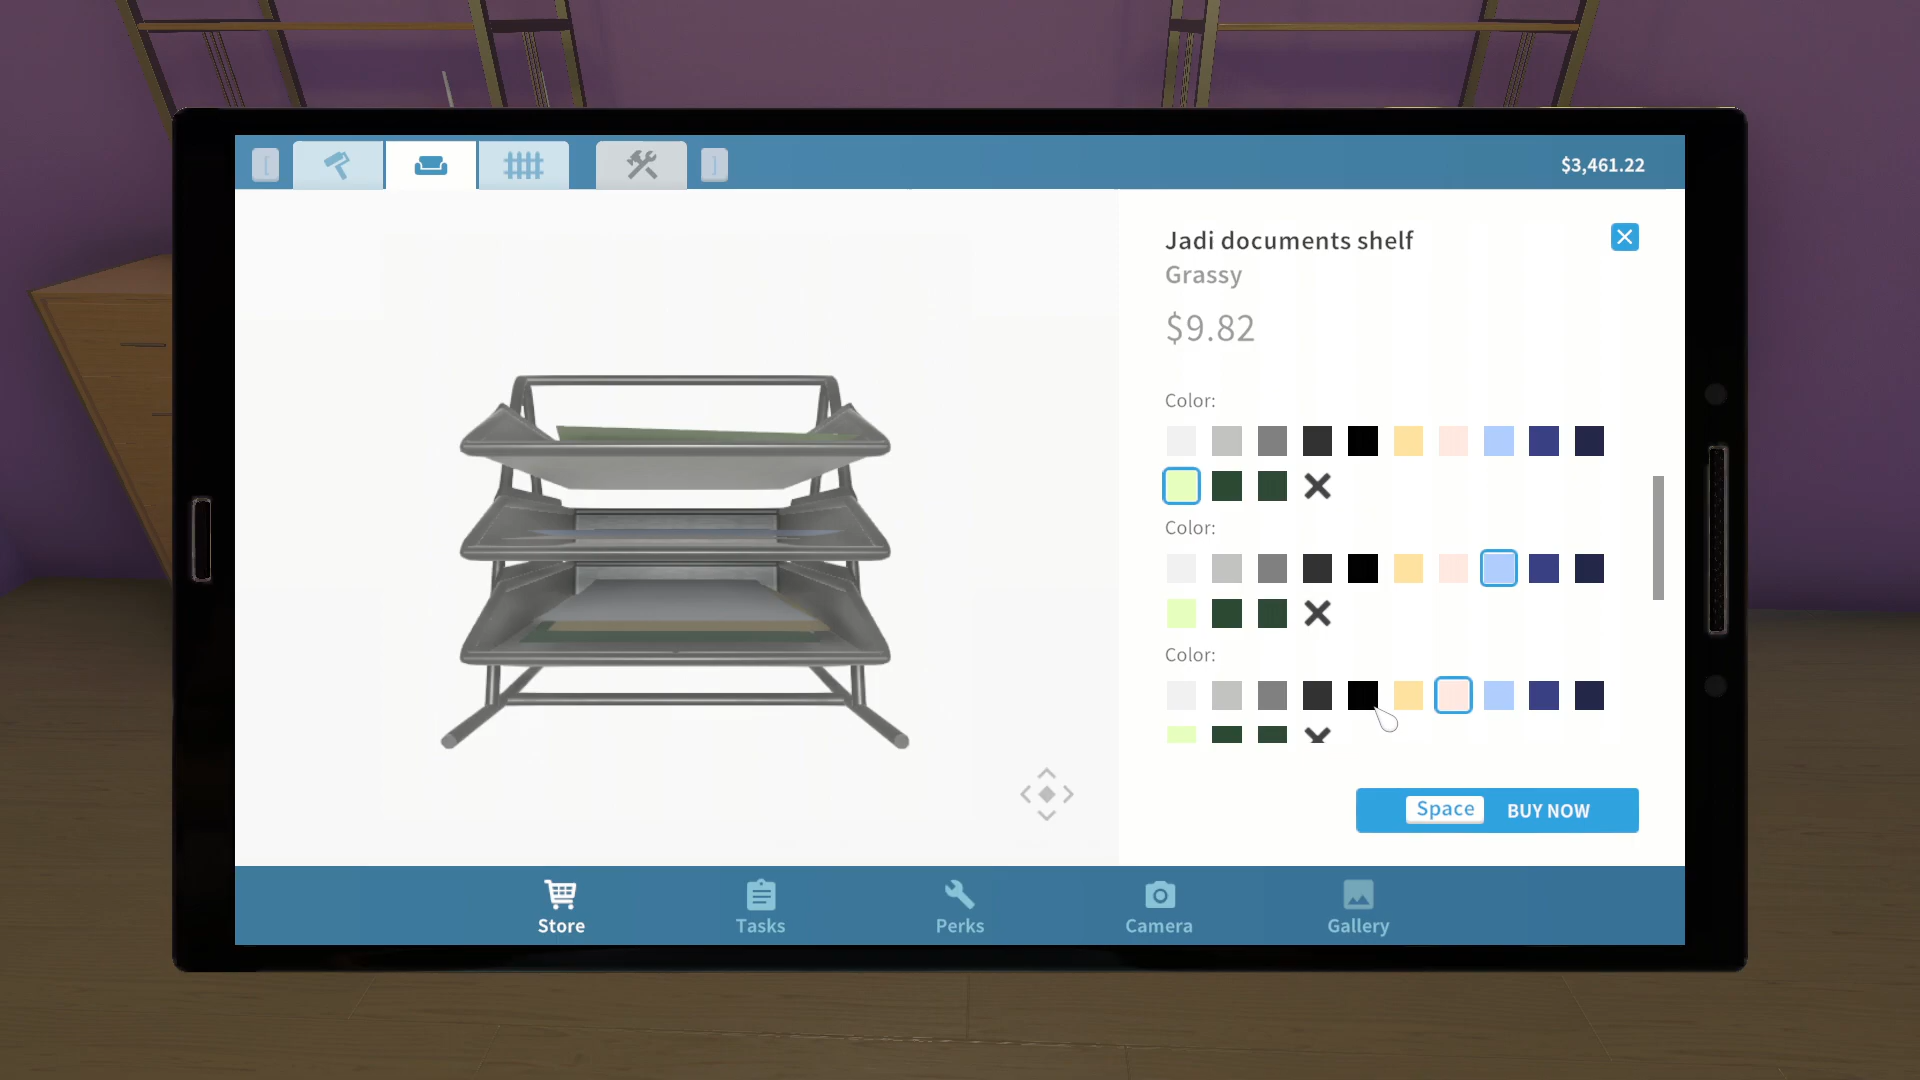 [
]
$3,461.22
Jadi documents shelf
Grassy
$9.82
Color:
Color:
Color:
Space BUY NOW
Store
Tasks
Perks
Camera
Gallery